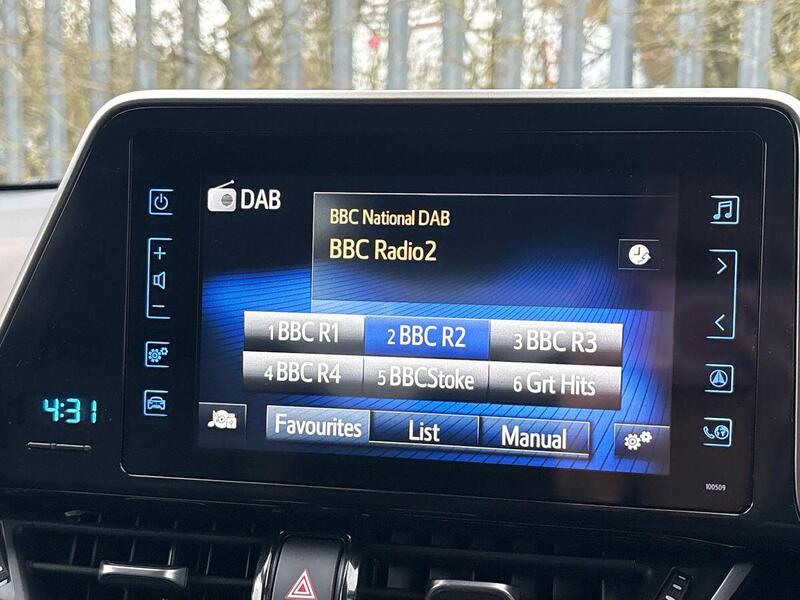 DAB
BBC National DAB
BBC Radio2
1 BBC R1
2 BBC R2
3 BBC R3
4 BBC R4
5 BBCStoke
6 Grt Hits
4:31
Favourites
List
Manual
100509